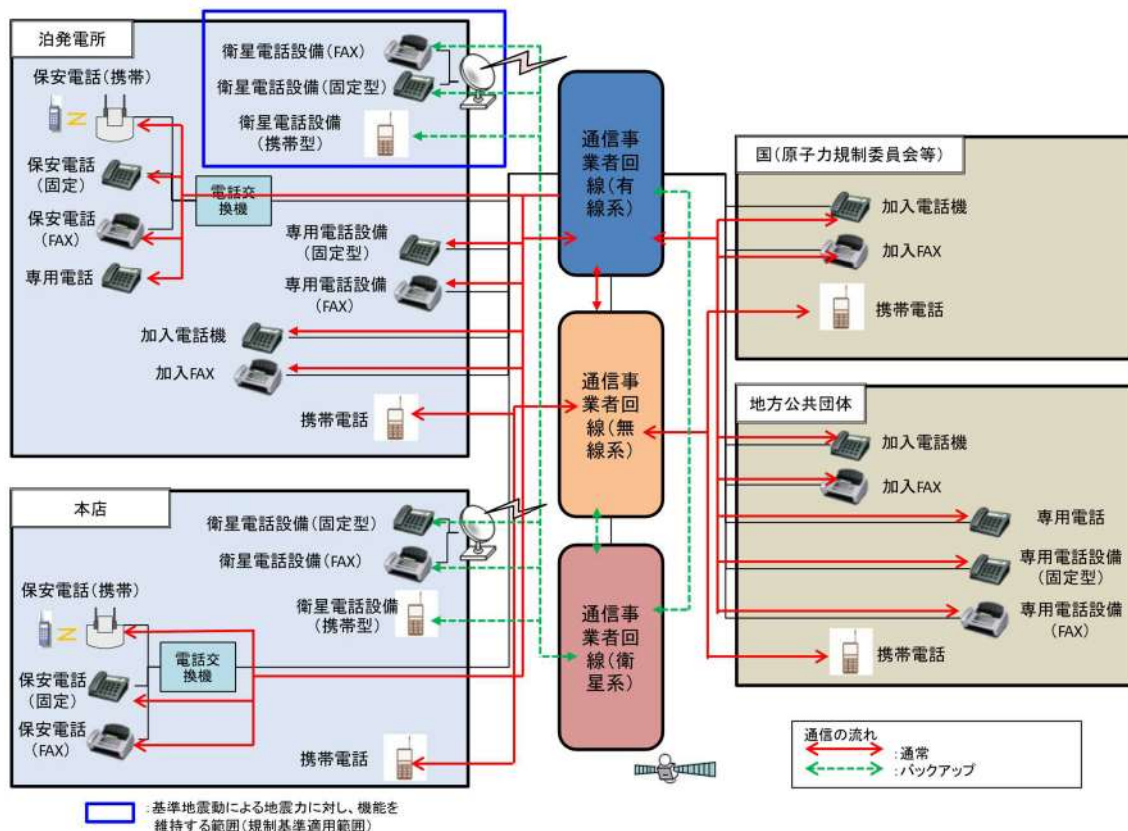 泊発電所
衛星電話設備(FAX)
衛星電話設備(固定型)
衛星電話設備
(携帯型)
保安電話(携帯)
保安電話
(固定)
保安電話
(FAX)
専用電話
電話交
換機
専用電話設備
(固定型)
専用電話設備
(FAX)
加入電話機
加入FAX
携帯電話
本店
衛星電話設備(固定型)
衛星電話設備(FAX)
衛星電話設備
(携帯型)
保安電話(携帯)
保安電話
(固定)
保安電話
(FAX)
電話交
換機
携帯電話
通信事
業者回
線(有
線系)
通信事
業者回
線(無
線系)
通信事
業者回
線(衛
星系)
国(原子力規制委員会等)
加入電話機
加入FAX
携帯電話
地方公共団体
加入電話機
加入FAX
専用電話
専用電話設備
(固定型)
専用電話設備
(FAX)
携帯電話
通信の流れ
:通常
:バックアップ
:基準地震動による地震力に対し、機能を
維持する範囲(規制基準適用範囲)